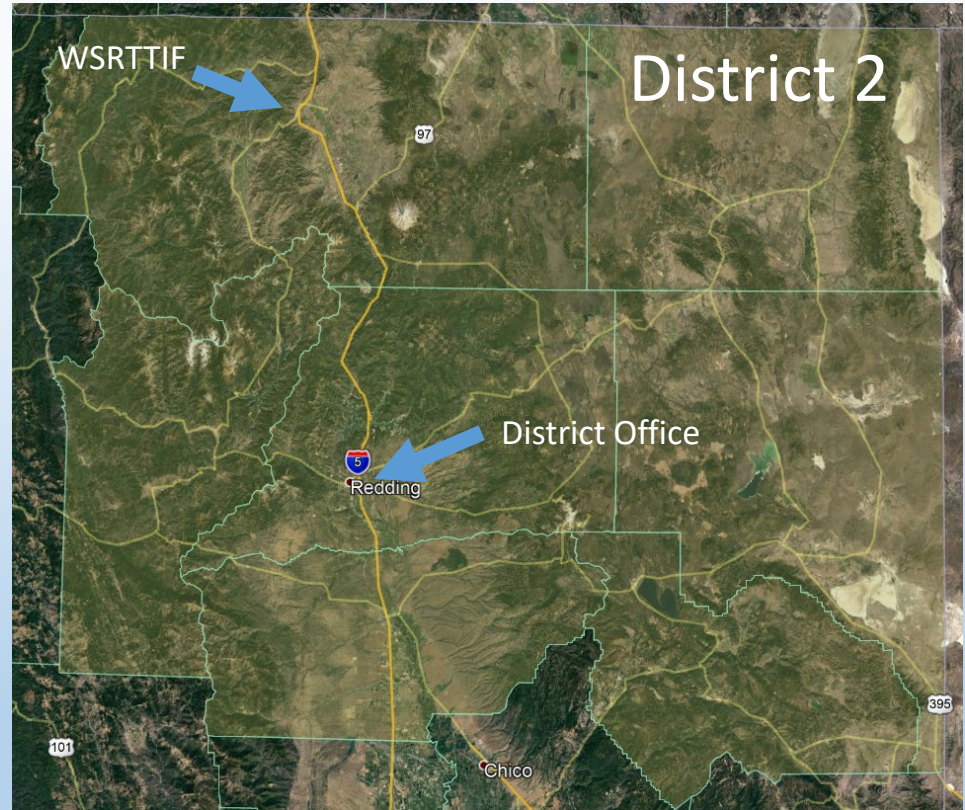 WSRTTIF
District 2
97
District Office
5
Redding
395
101
Chico